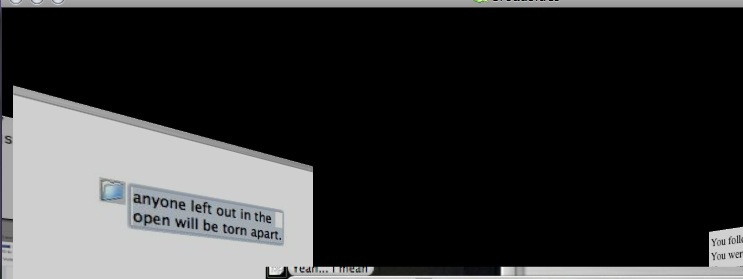 anyone left out in the
open will be torn apart.
Yeah... I mean
You follo
You wer